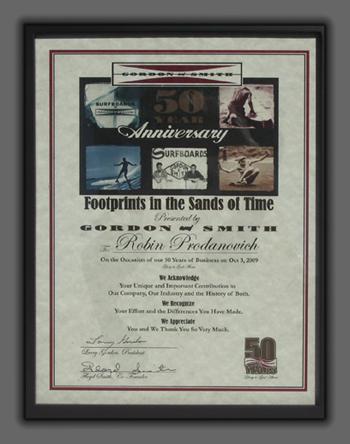 GORDON & SMITH
SURFBOARDS
50
YEAR
Anniversary
SURFBOARDS
Footprints in the Sands of Time
Presented by
GORDON and SMITH
To: Robin Prodanovich
On the Occasion of our 50 Years of Business on Oct 3, 2009
We Acknowledge
Your Unique and Important Contribution to
Our Company, Our Industry and the History of Both.
We Recognize
Your Effort and the Differences You Have Made.
We Appreciate
You and We Thank You So Very Much.
Larry Gordon, President
Floyd Smith, Co-Founder
50
YEARS